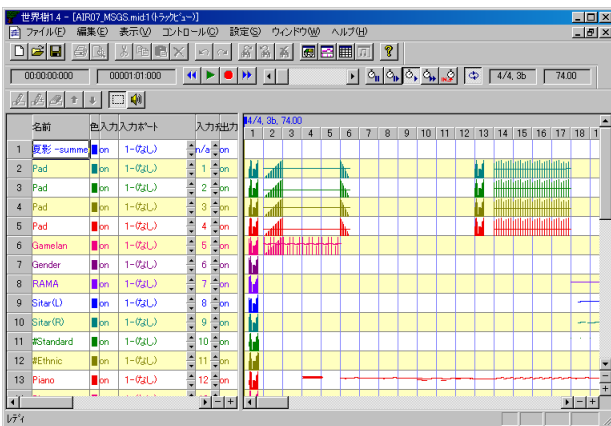 世界樹1.4 - [AIR07_MSGS.mid:1(トラックビュー)]
ファイル(F) 編集(E) 表示(V) コントロール(C) 設定(S) ウィンドウ(W) ヘルプ(H)
00:00:00:000 00001:01:000 4/4, 3b 74.00
4/4, 3b, 74.00
名前 色 入力 入力ポート 入力 出力 1 2 3 4 5 6 7 8 9 10 11 12 13 14 15 16 17 18 1
1 夏影 -summe on 1-(なし) n/a on
2 Pad on 1-(なし) 1 on
3 Pad on 1-(なし) 2 on
4 Pad on 1-(なし) 3 on
5 Pad on 1-(なし) 4 on
6 Gamelan on 1-(なし) 5 on
7 Gender on 1-(なし) 6 on
8 RAMA on 1-(なし) 7 on
9 Sitar(L) on 1-(なし) 8 on
10 Sitar(R) on 1-(なし) 9 on
11 #Standard on 1-(なし) 10 on
12 #Ethnic on 1-(なし) 11 on
13 Piano on 1-(なし) 12 on
レディ